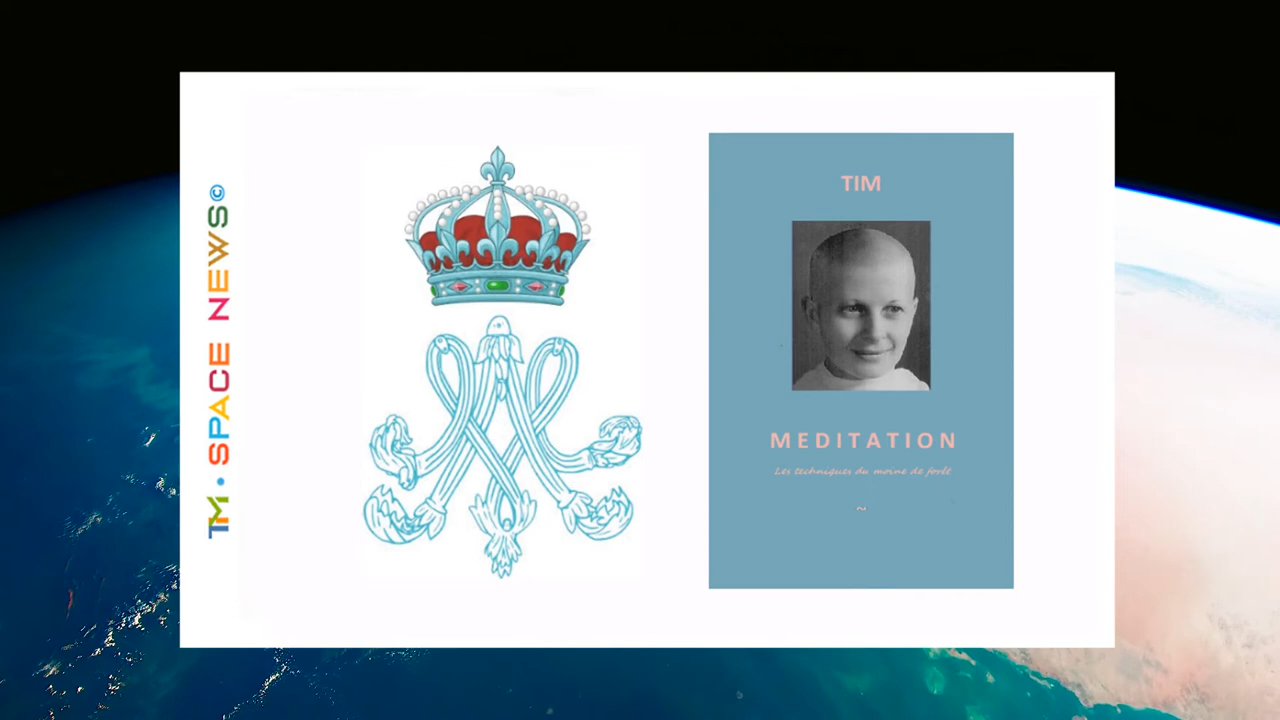 TM • SPACE NEWS©
TIM
MEDITATION
Les techniques du moine de forêt
~